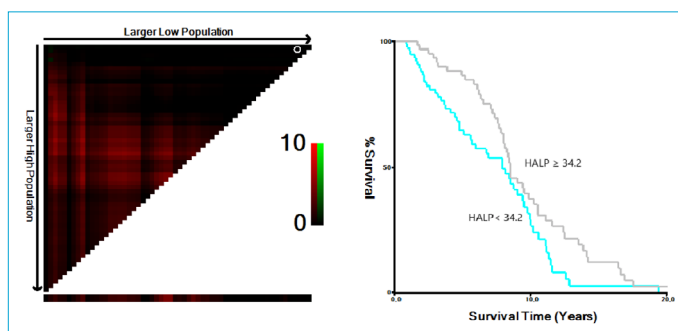 Larger Low Population
Larger High Population
10
0
% Survival
100
50
0
HALP ≥ 34.2
HALP < 34.2
0.0
10.0
20.0
Survival Time (Years)